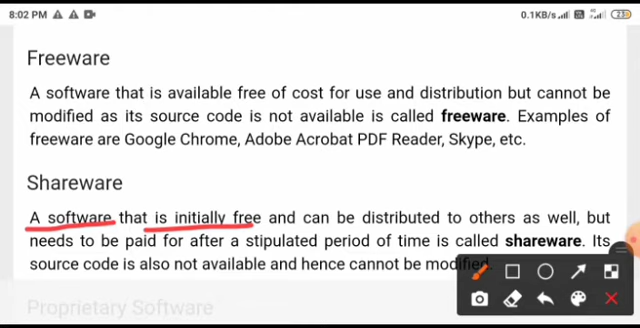 8:02 PM
0.1KB/s 4G 23
Freeware
A software that is available free of cost for use and distribution but cannot be
modified as its source code is not available is called freeware. Examples of
freeware are Google Chrome, Adobe Acrobat PDF Reader, Skype, etc.
Shareware
A software that is initially free and can be distributed to others as well, but
needs to be paid for after a stipulated period of time is called shareware. Its
source code is also not available and hence cannot be modified.
Proprietary Software